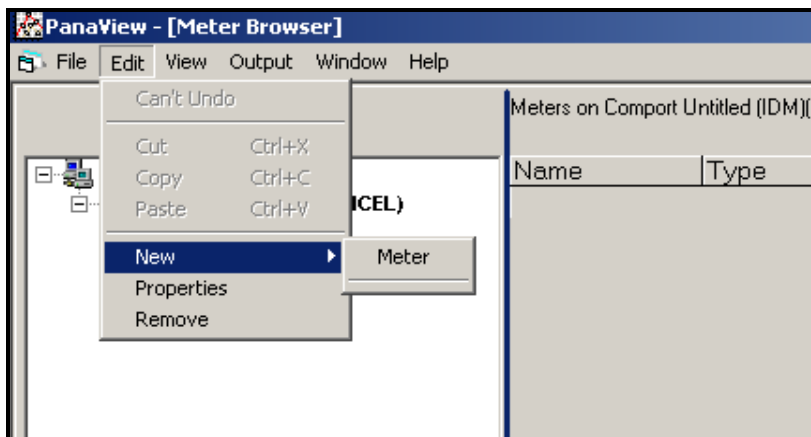 PanaView - [Meter Browser]
File Edit View Output Window Help
Can't Undo
Meters on Comport Untitled (IDM)(
Cut Ctrl+X
Copy Ctrl+C
Name Type
Paste Ctrl+V
ICEL)
New Meter
Properties
Remove